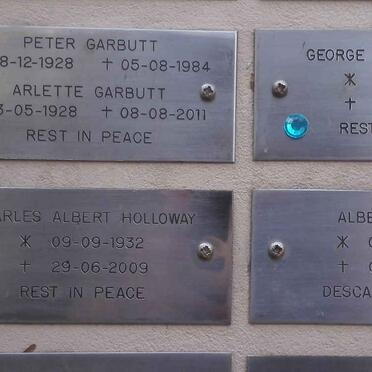 PETER GARBUTT
8-12-1928 † 05-08-1984
ARLETTE GARBUTT
3-05-1928 † 08-08-2011
REST IN PEACE
GEORGE
†
REST
ARLES ALBERT HOLLOWAY
09-09-1932
† 29-06-2009
REST IN PEACE
ALBE
†
DESCA